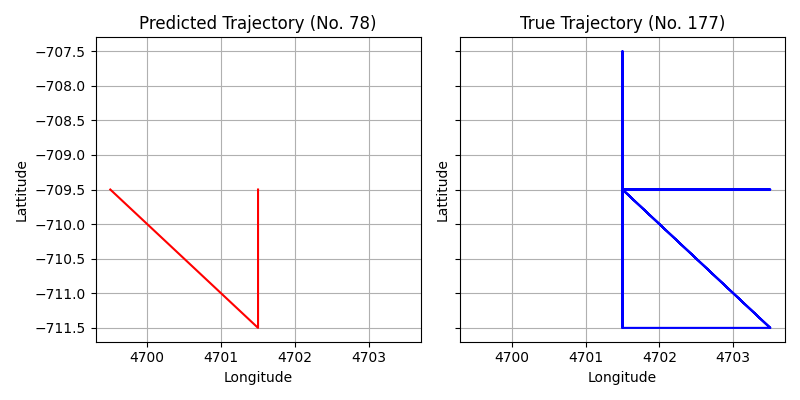 Predicted Trajectory (No. 78)
True Trajectory (No. 177)
−707.5
−708.0
−708.5
−709.0
−709.5
−710.0
−710.5
−711.0
−711.5
Lattitude
Lattitude
4700 4701 4702 4703
4700 4701 4702 4703
Longitude
Longitude